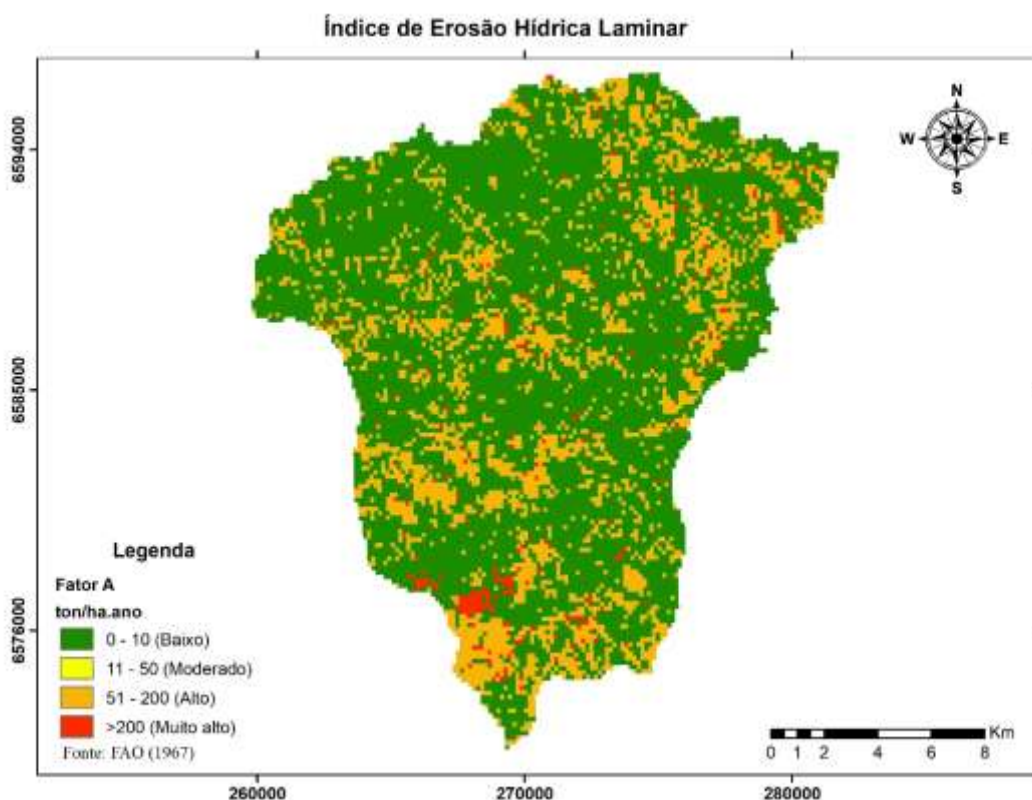 Índice de Erosão Hídrica Laminar
N
W E
S
6594000
6585000
6576000
Legenda
Fator A
ton/ha.ano
0 - 10 (Baixo)
11 - 50 (Moderado)
51 - 200 (Alto)
>200 (Muito alto)
Fonte: FAO (1967)
Km
0 1 2 4 6 8
260000 270000 280000